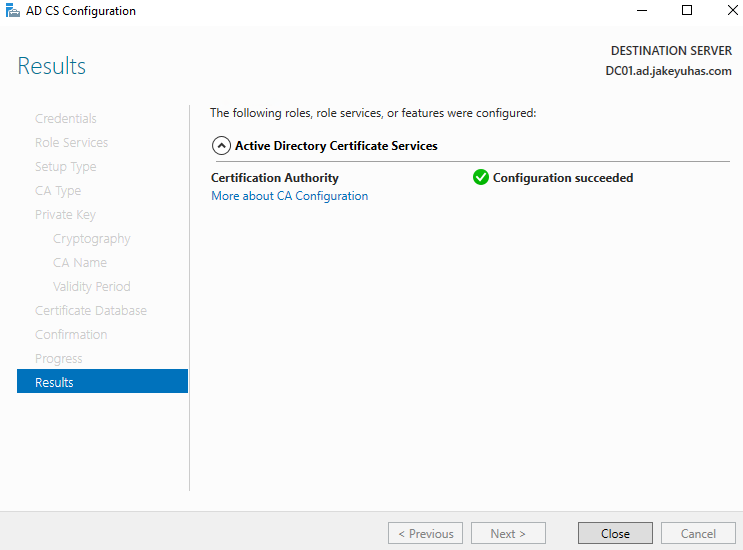 AD CS Configuration
Results
DESTINATION SERVER
DC01.ad.jakeyuhas.com
Credentials
Role Services
Setup Type
CA Type
Private Key
Cryptography
CA Name
Validity Period
Certificate Database
Confirmation
Progress
Results
The following roles, role services, or features were configured:
Active Directory Certificate Services
Certification Authority Configuration succeeded
More about CA Configuration
< Previous Next > Close Cancel